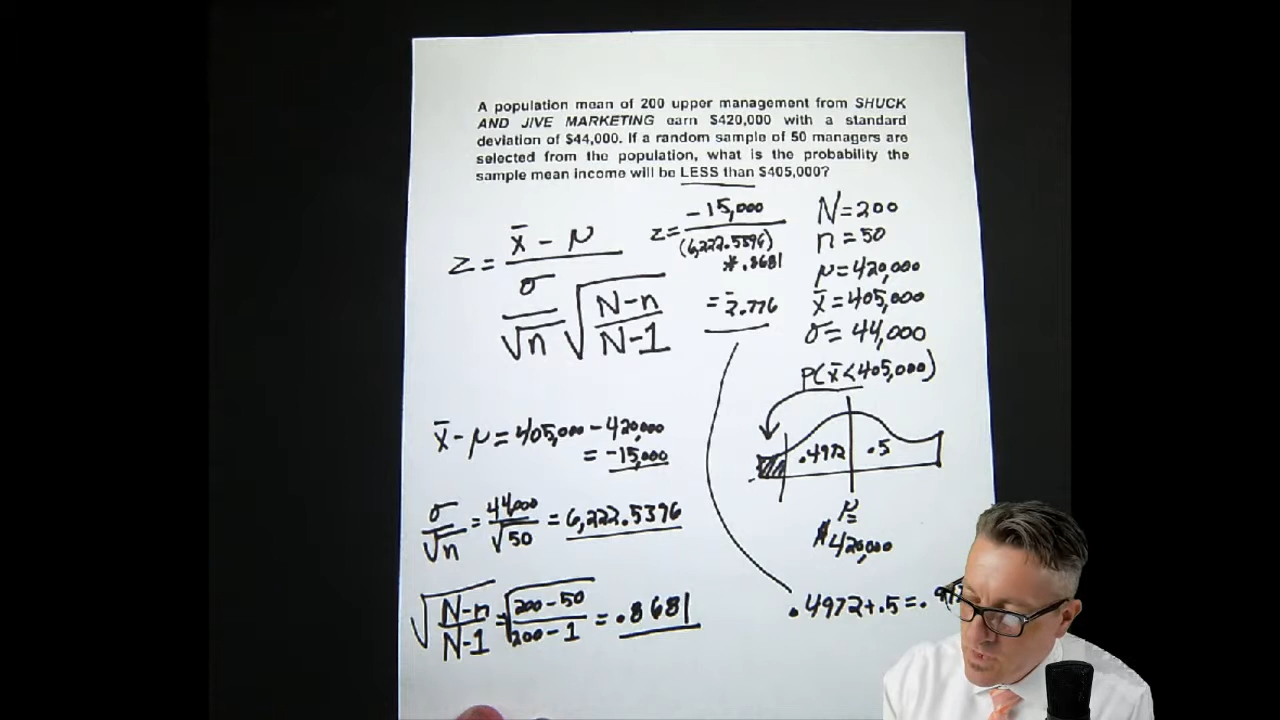 A population mean of 200 upper management from SHUCK
AND JIVE MARKETING earn $420,000 with a standard
deviation of $44,000. If a random sample of 50 managers are
selected from the population, what is the probability the
sample mean income will be LESS than $405,000?
z = x̄ - μ
σ
√n √N-n
N-1
z = -15,000
(6,222.5396)
* .8681
= -2.776
N = 200
n = 50
μ = 420,000
x̄ = 405,000
σ = 44,000
P(x̄ < 405,000)
.4972 .5
μ =
$420,000
x̄ - μ = 405,000 - 420,000
= -15,000
σ/√n = 44,000/√50 = 6,222.5396
√N-n/N-1 = √200-50/200-1 = .8681
.4972 + .5 =